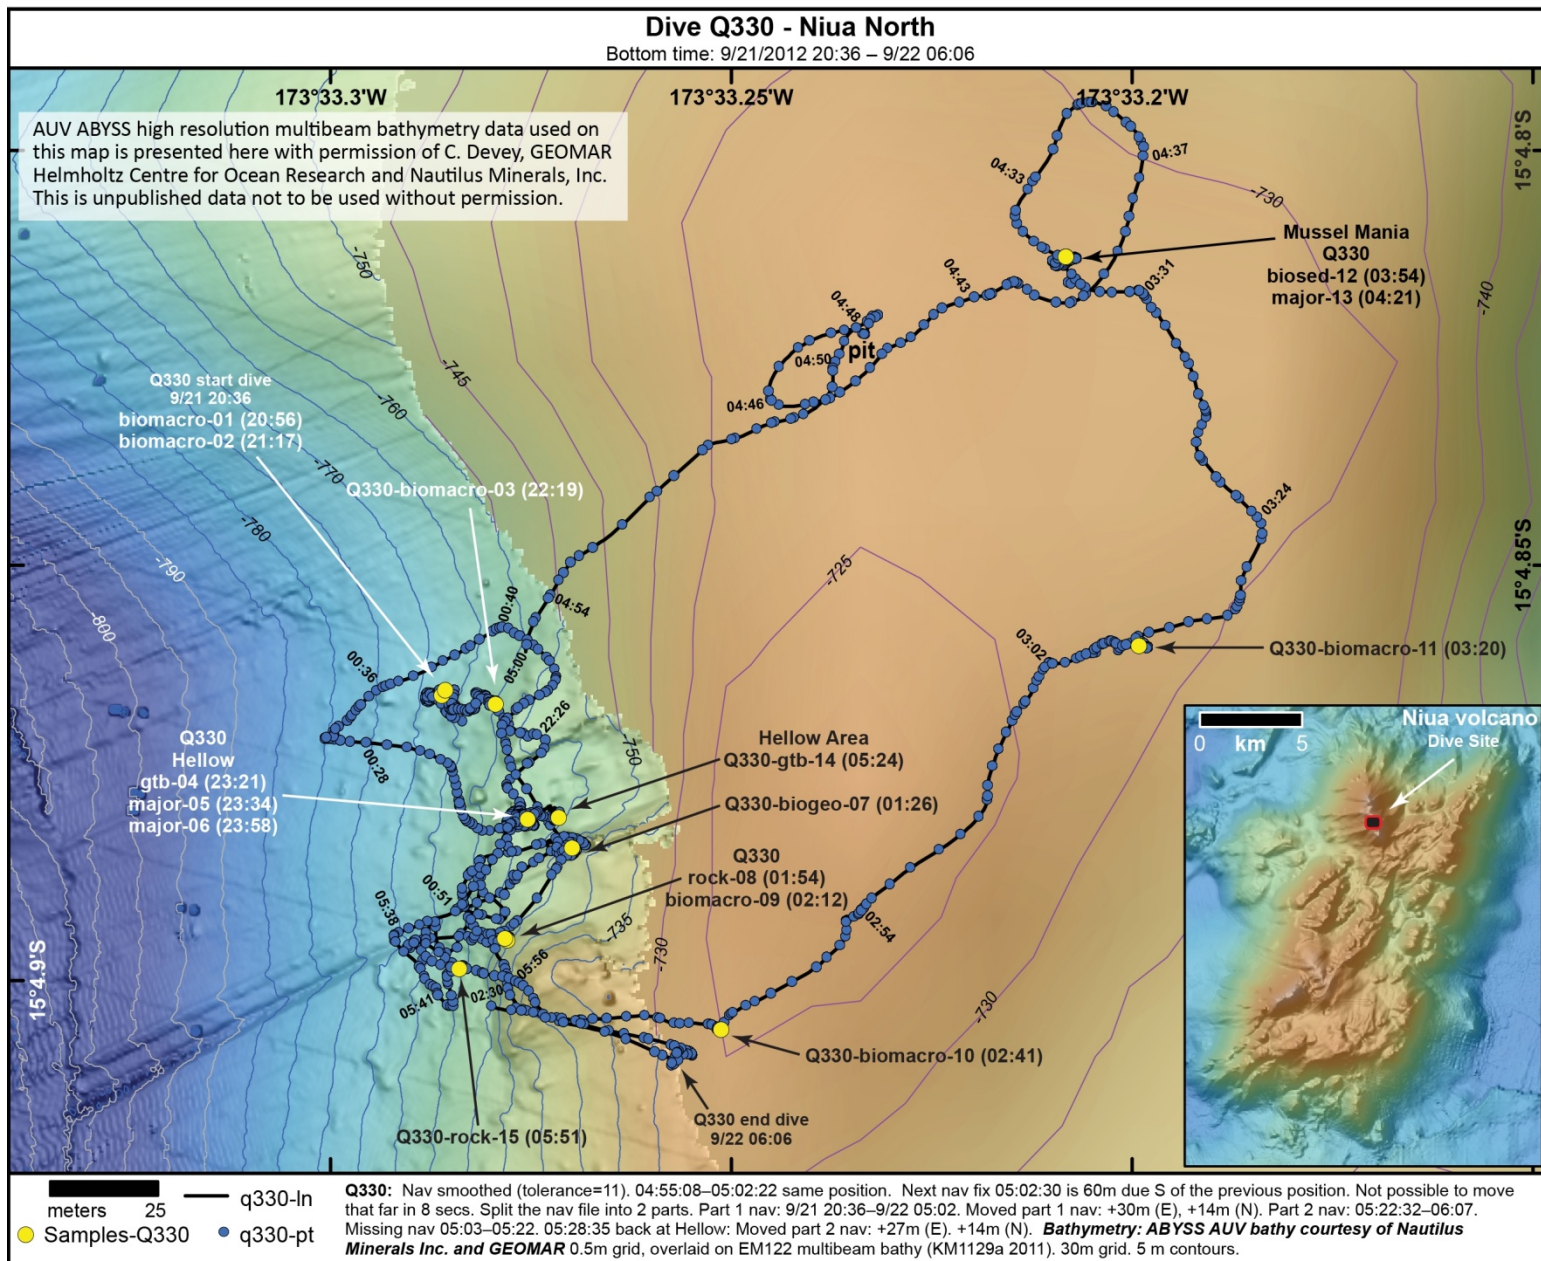 Dive Q330 - Niua North
Bottom time: 9/21/2012 20:36 – 9/22 06:06
173°33.3'W
173°33.25'W
173°33.2'W
AUV ABYSS high resolution multibeam bathymetry data used on
this map is presented here with permission of C. Devey, GEOMAR
Helmholtz Centre for Ocean Research and Nautilus Minerals, Inc.
This is unpublished data not to be used without permission.
15°4.8'S
04:37
04:33
-730
Mussel Mania
Q330
biosed-12 (03:54)
major-13 (04:21)
-750
04:43
03:31
-740
04:48
pit
04:50
-745
04:46
Q330 start dive
9/21 20:36
biomacro-01 (20:56)
biomacro-02 (21:17)
-760
-770
Q330-biomacro-03 (22:19)
03:24
-780
-725
15°4.85'S
-790
00:40
04:54
-800
03:02
Q330-biomacro-11 (03:20)
00:36
05:00
22:26
Q330
Hellow
gtb-04 (23:21)
major-05 (23:34)
major-06 (23:58)
00:28
-750
Hellow Area
Q330-gtb-14 (05:24)
Q330-biogeo-07 (01:26)
Niua volcano
Dive Site
0 km 5
Q330
rock-08 (01:54)
biomacro-09 (02:12)
00:51
05:38
-735
-730
02:54
15°4.9'S
05:56
02:30
05:41
-730
Q330-biomacro-10 (02:41)
Q330-rock-15 (05:51)
Q330 end dive
9/22 06:06
meters 25
q330-ln
Samples-Q330
q330-pt
Q330: Nav smoothed (tolerance=11). 04:55:08–05:02:22 same position. Next nav fix 05:02:30 is 60m due S of the previous position. Not possible to move
that far in 8 secs. Split the nav file into 2 parts. Part 1 nav: 9/21 20:36–9/22 05:02. Moved part 1 nav: +30m (E), +14m (N). Part 2 nav: 05:22:32–06:07.
Missing nav 05:03–05:22. 05:28:35 back at Hellow: Moved part 2 nav: +27m (E). +14m (N). Bathymetry: ABYSS AUV bathy courtesy of Nautilus
Minerals Inc. and GEOMAR 0.5m grid, overlaid on EM122 multibeam bathy (KM1129a 2011). 30m grid. 5 m contours.